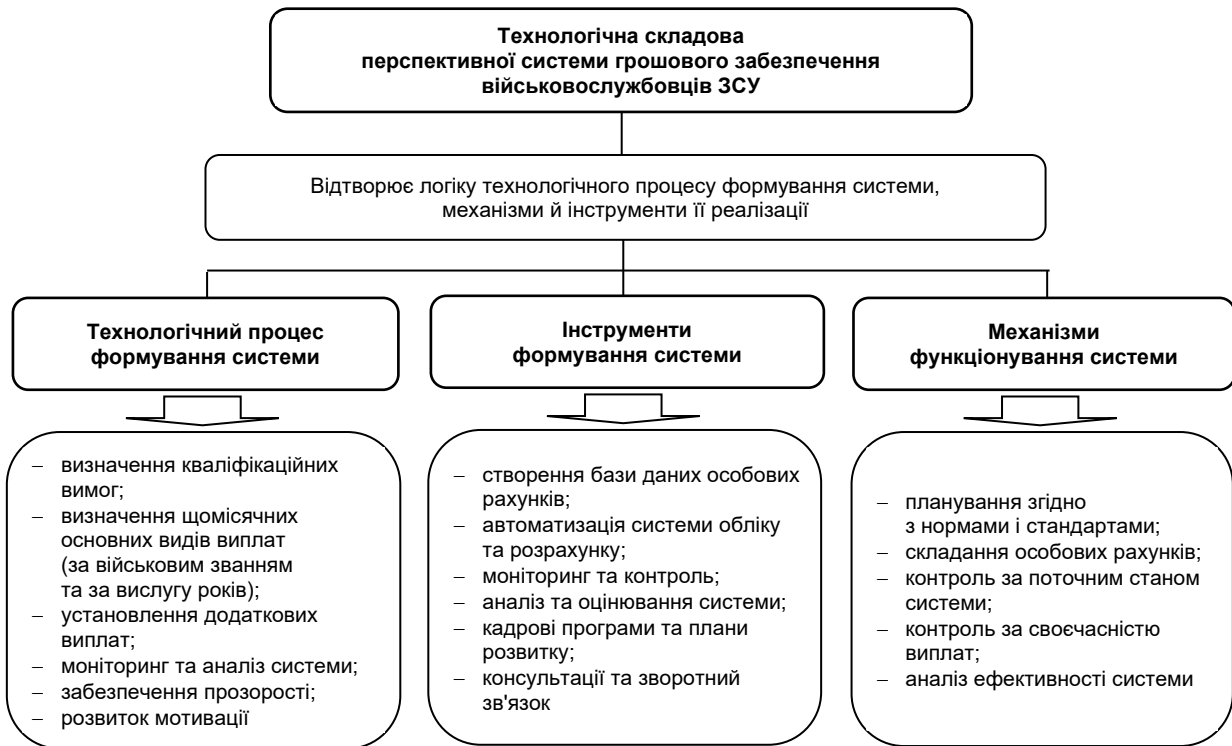 Технологічна складова
перспективної системи грошового забезпечення
військовослужбовців ЗСУ
Відтворює логіку технологічного процесу формування системи,
механізми й інструменти її реалізації
Технологічний процес
формування системи
– визначення кваліфікаційних
вимог;
– визначення щомісячних
основних видів виплат
(за військовим званням
та за вислугу років);
– установлення додаткових
виплат;
– моніторинг та аналіз системи;
– забезпечення прозорості;
– розвиток мотивації
Інструменти
формування системи
– створення бази даних особових
рахунків;
– автоматизація системи обліку
та розрахунку;
– моніторинг та контроль;
– аналіз та оцінювання системи;
– кадрові програми та плани
розвитку;
– консультації та зворотний
зв'язок
Механізми
функціонування системи
– планування згідно
з нормами і стандартами;
– складання особових рахунків;
– контроль за поточним станом
системи;
– контроль за своєчасністю
виплат;
– аналіз ефективності системи